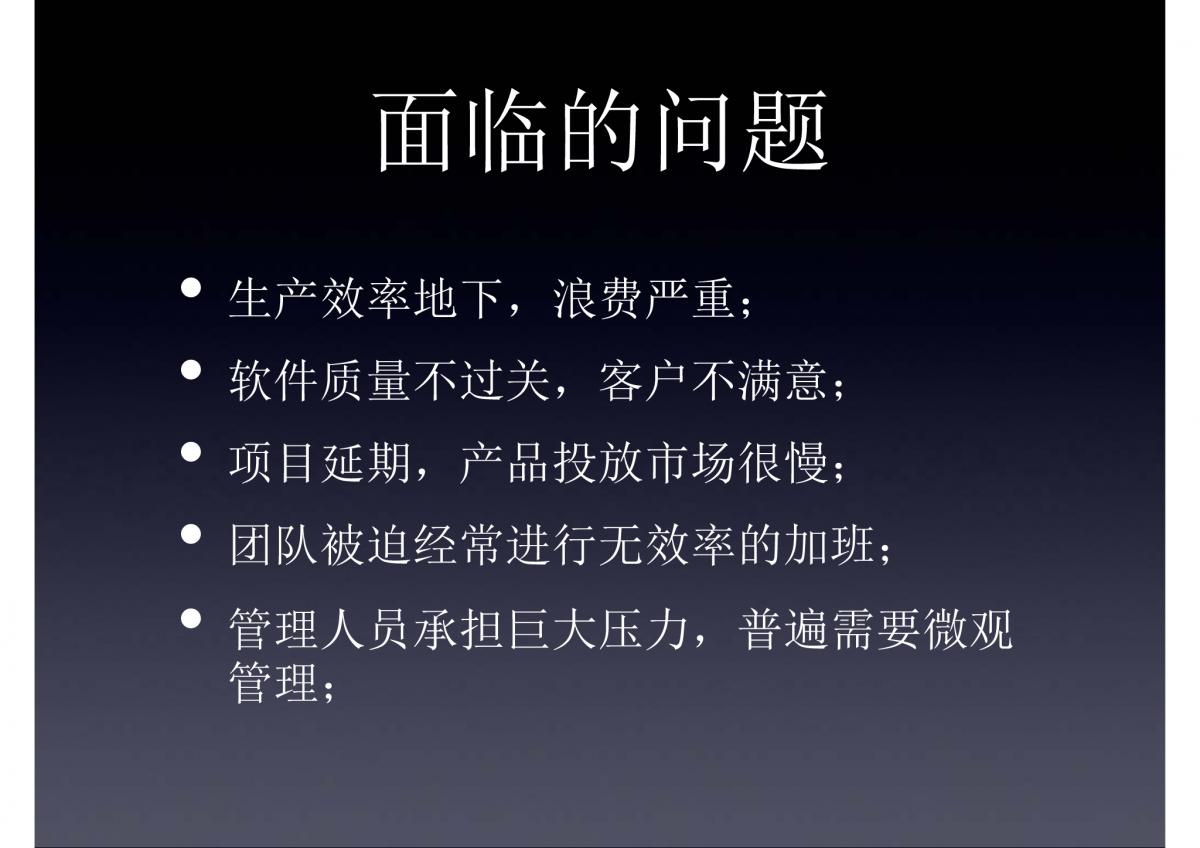 面临的问题
• 生产效率地下，浪费严重；
• 软件质量不过关，客户不满意；
• 项目延期，产品投放市场很慢；
• 团队被迫经常进行无效率的加班；
• 管理人员承担巨大压力，普遍需要微观
管理；